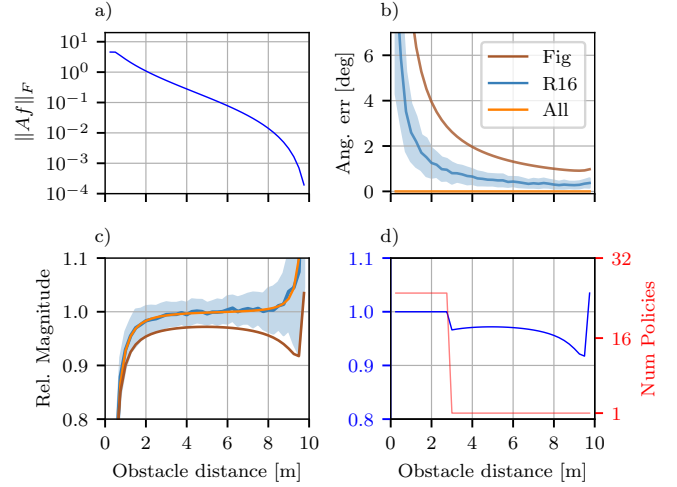 a)
10^1
10^0
10^-1
10^-2
10^-3
10^-4
||Af||_F
b)
6
4
2
0
Ang. err [deg]
Fig
R16
All
c)
1.1
1.0
0.9
0.8
Rel. Magnitude
0 2 4 6 8 10
Obstacle distance [m]
d)
1.1
1.0
0.9
0.8
32
16
1
Num Policies
0 2 4 6 8 10
Obstacle distance [m]